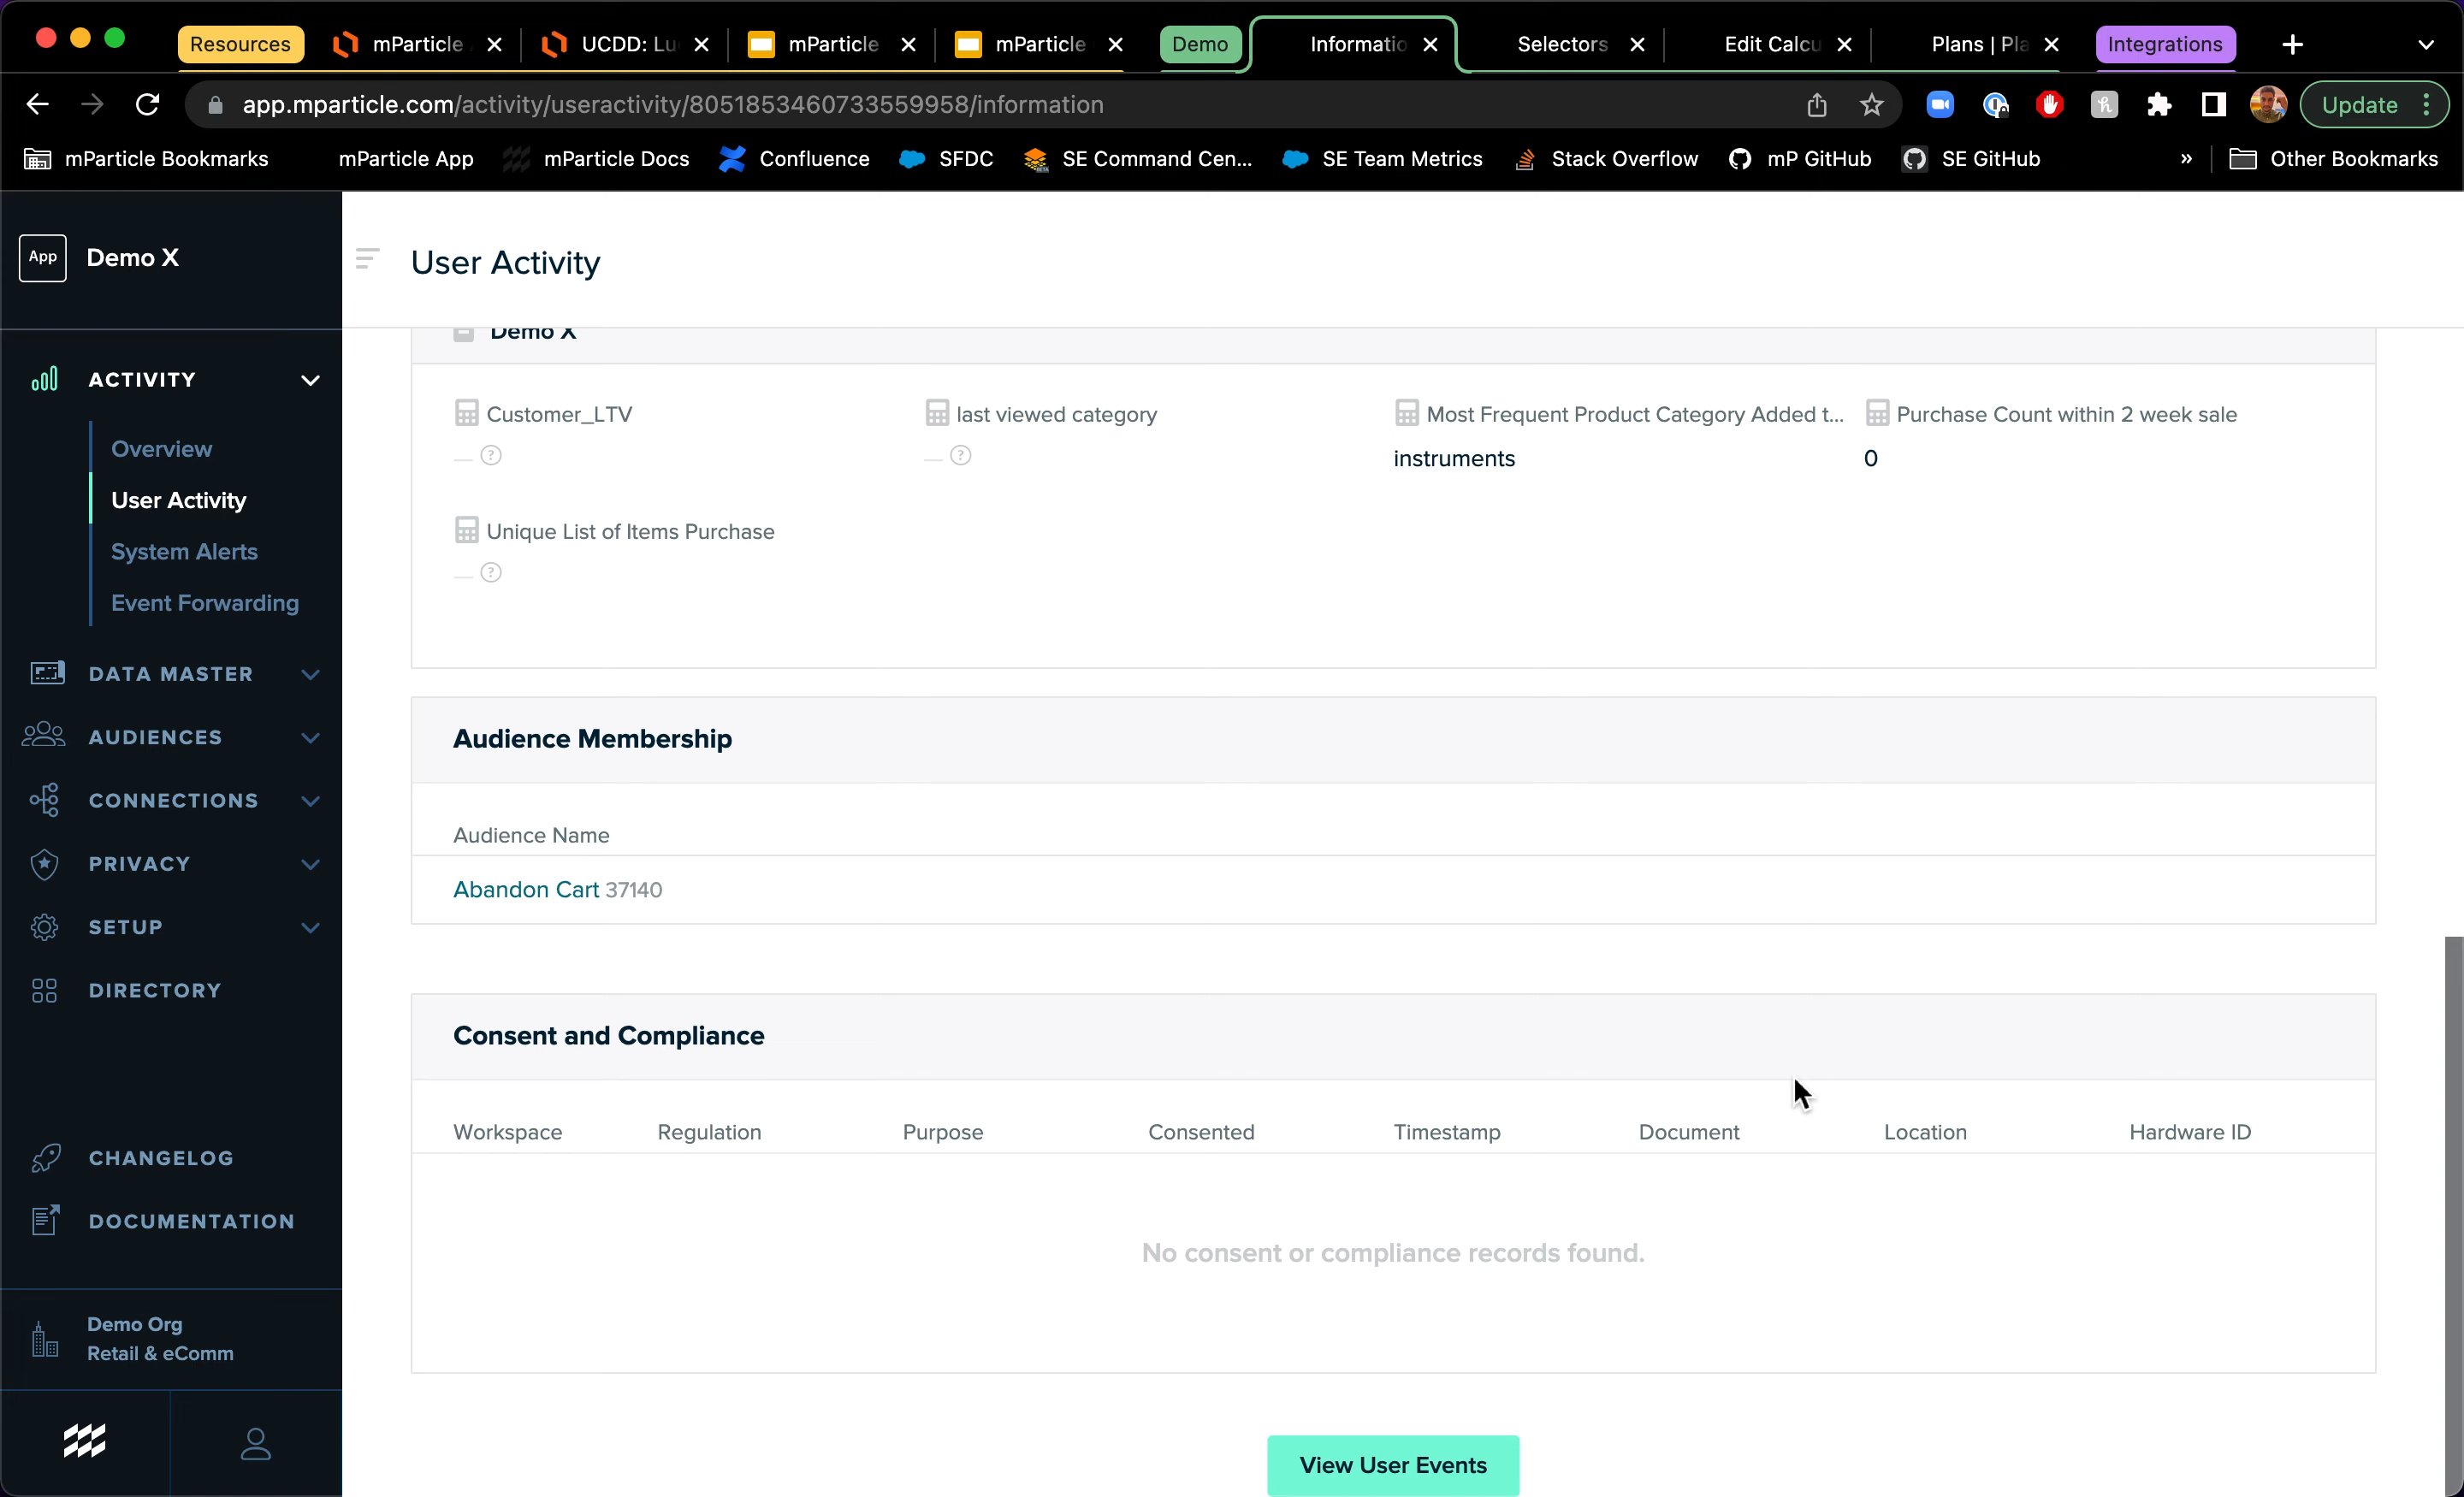 Resources mParticle UCDD: Lu mParticle mParticle Demo Informatio Selectors Edit Calcu Plans | Pla Integrations
app.mparticle.com/activity/useractivity/8051853460733559958/information Update
mParticle Bookmarks mParticle App mParticle Docs Confluence SFDC SE Command Cen... SE Team Metrics Stack Overflow mP GitHub SE GitHub » Other Bookmarks
App Demo X
ACTIVITY
Overview
User Activity
System Alerts
Event Forwarding
DATA MASTER
AUDIENCES
CONNECTIONS
PRIVACY
SETUP
DIRECTORY
CHANGELOG
DOCUMENTATION
Demo Org
Retail & eComm
User Activity
Demo X
Customer_LTV last viewed category Most Frequent Product Category Added t... Purchase Count within 2 week sale
— ? — ? instruments 0
Unique List of Items Purchase
— ?
Audience Membership
Audience Name
Abandon Cart 37140
Consent and Compliance
Workspace Regulation Purpose Consented Timestamp Document Location Hardware ID
No consent or compliance records found.
View User Events